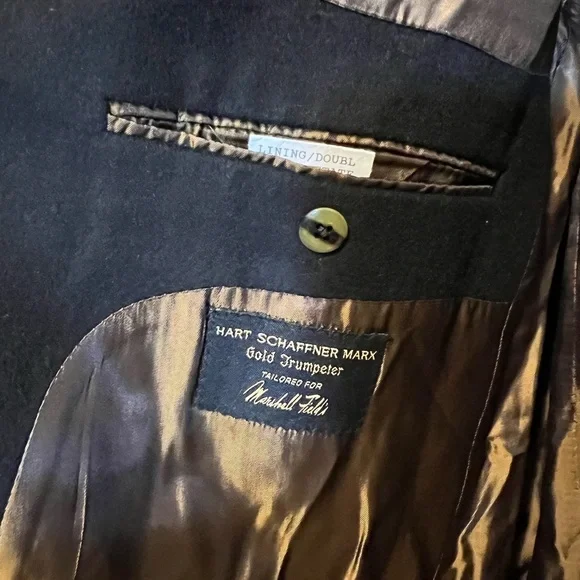 LINING/DOUBL
HART SCHAFFNER MARX
Gold Trumpeter
TAILORED FOR
Marshall Field's